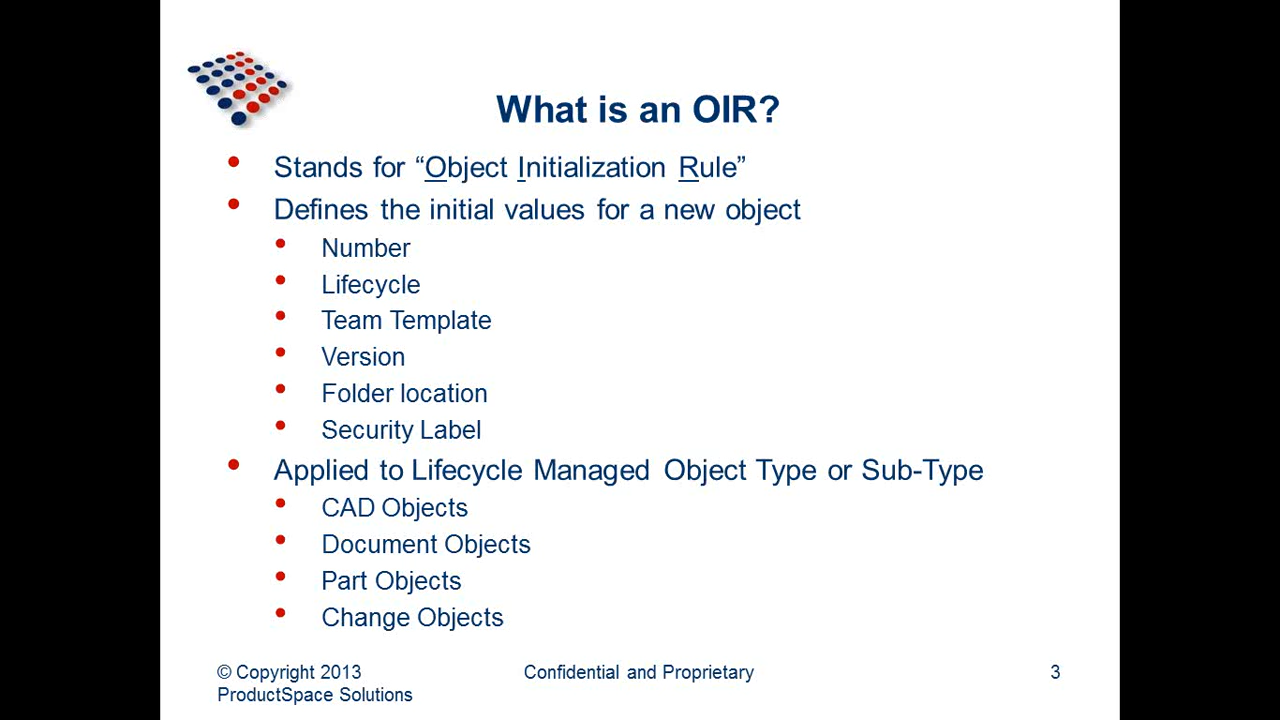 What is an OIR?
• Stands for “Object Initialization Rule”
• Defines the initial values for a new object
• Number
• Lifecycle
• Team Template
• Version
• Folder location
• Security Label
• Applied to Lifecycle Managed Object Type or Sub-Type
• CAD Objects
• Document Objects
• Part Objects
• Change Objects
© Copyright 2013
ProductSpace Solutions
Confidential and Proprietary
3